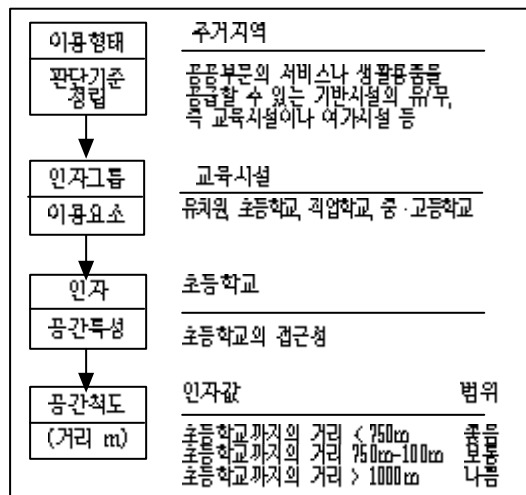 이용형태 주거지역
판단기준
정립
공공부문의 서비스나 생활용품을
공급할 수 있는 기반시설의 유/무,
즉 교육시설이나 여가시설 등
인자그룹 교육시설
이용요소 유치원, 초등학교, 직업학교, 중·고등학교
인자 초등학교
공간특성 초등학교의 접근성
공간척도
(거리 m)
인자값 범위
초등학교까지의 거리 < 750m 좋음
초등학교까지의 거리 750m-100m 보통
초등학교까지의 거리 > 1000m 나쁨